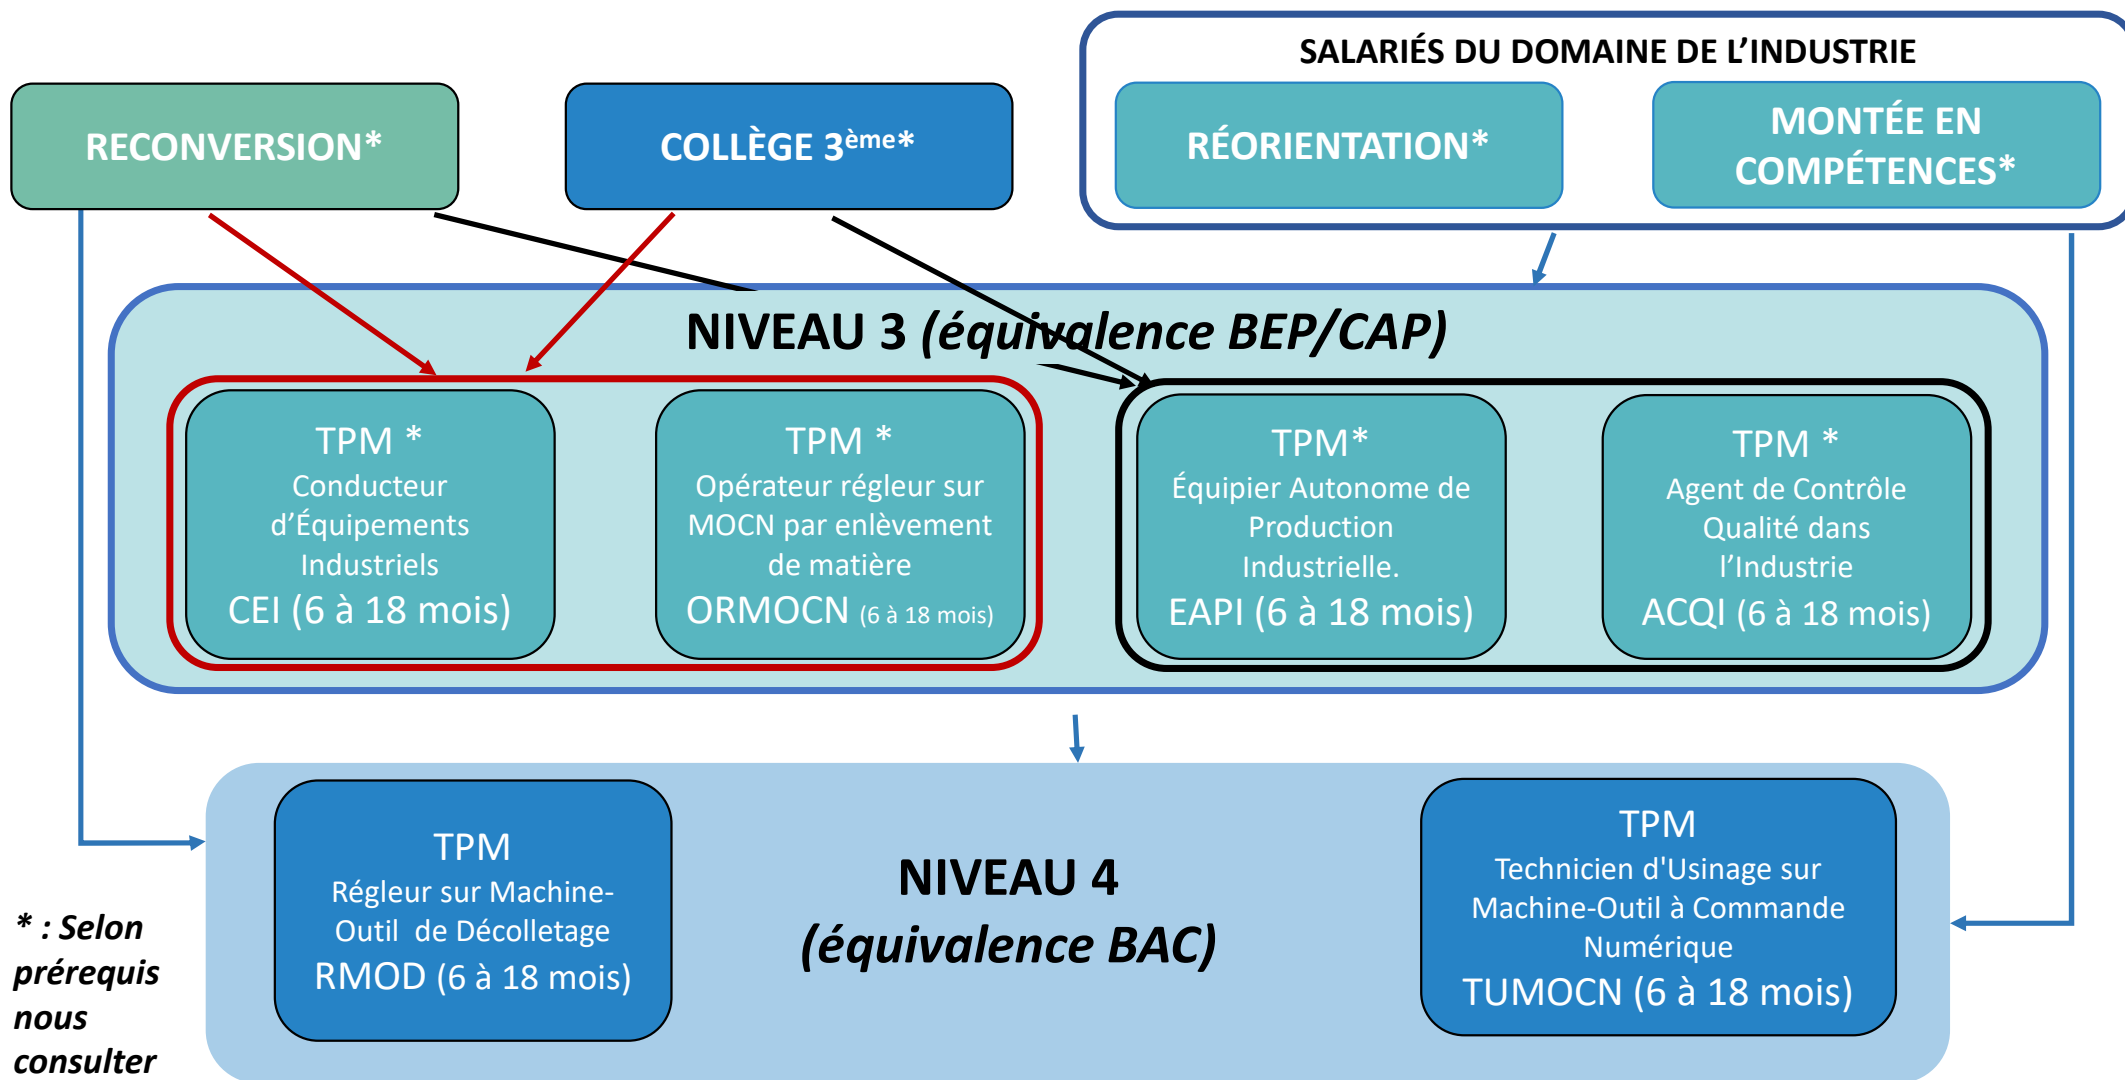 SALARIÉS DU DOMAINE DE L’INDUSTRIE
RECONVERSION*
COLLÈGE 3ème*
RÉORIENTATION*
MONTÉE EN
COMPÉTENCES*
NIVEAU 3 (équivalence BEP/CAP)
TPM *
Conducteur
d’Équipements
Industriels
CEI (6 à 18 mois)
TPM *
Opérateur régleur sur
MOCN par enlèvement
de matière
ORMOCN (6 à 18 mois)
TPM*
Équipier Autonome de
Production
Industrielle.
EAPI (6 à 18 mois)
TPM *
Agent de Contrôle
Qualité dans
l’Industrie
ACQI (6 à 18 mois)
TPM
Régleur sur Machine-
Outil de Décolletage
RMOD (6 à 18 mois)
NIVEAU 4
(équivalence BAC)
TPM
Technicien d'Usinage sur
Machine-Outil à Commande
Numérique
TUMOCN (6 à 18 mois)
* : Selon
prérequis
nous
consulter